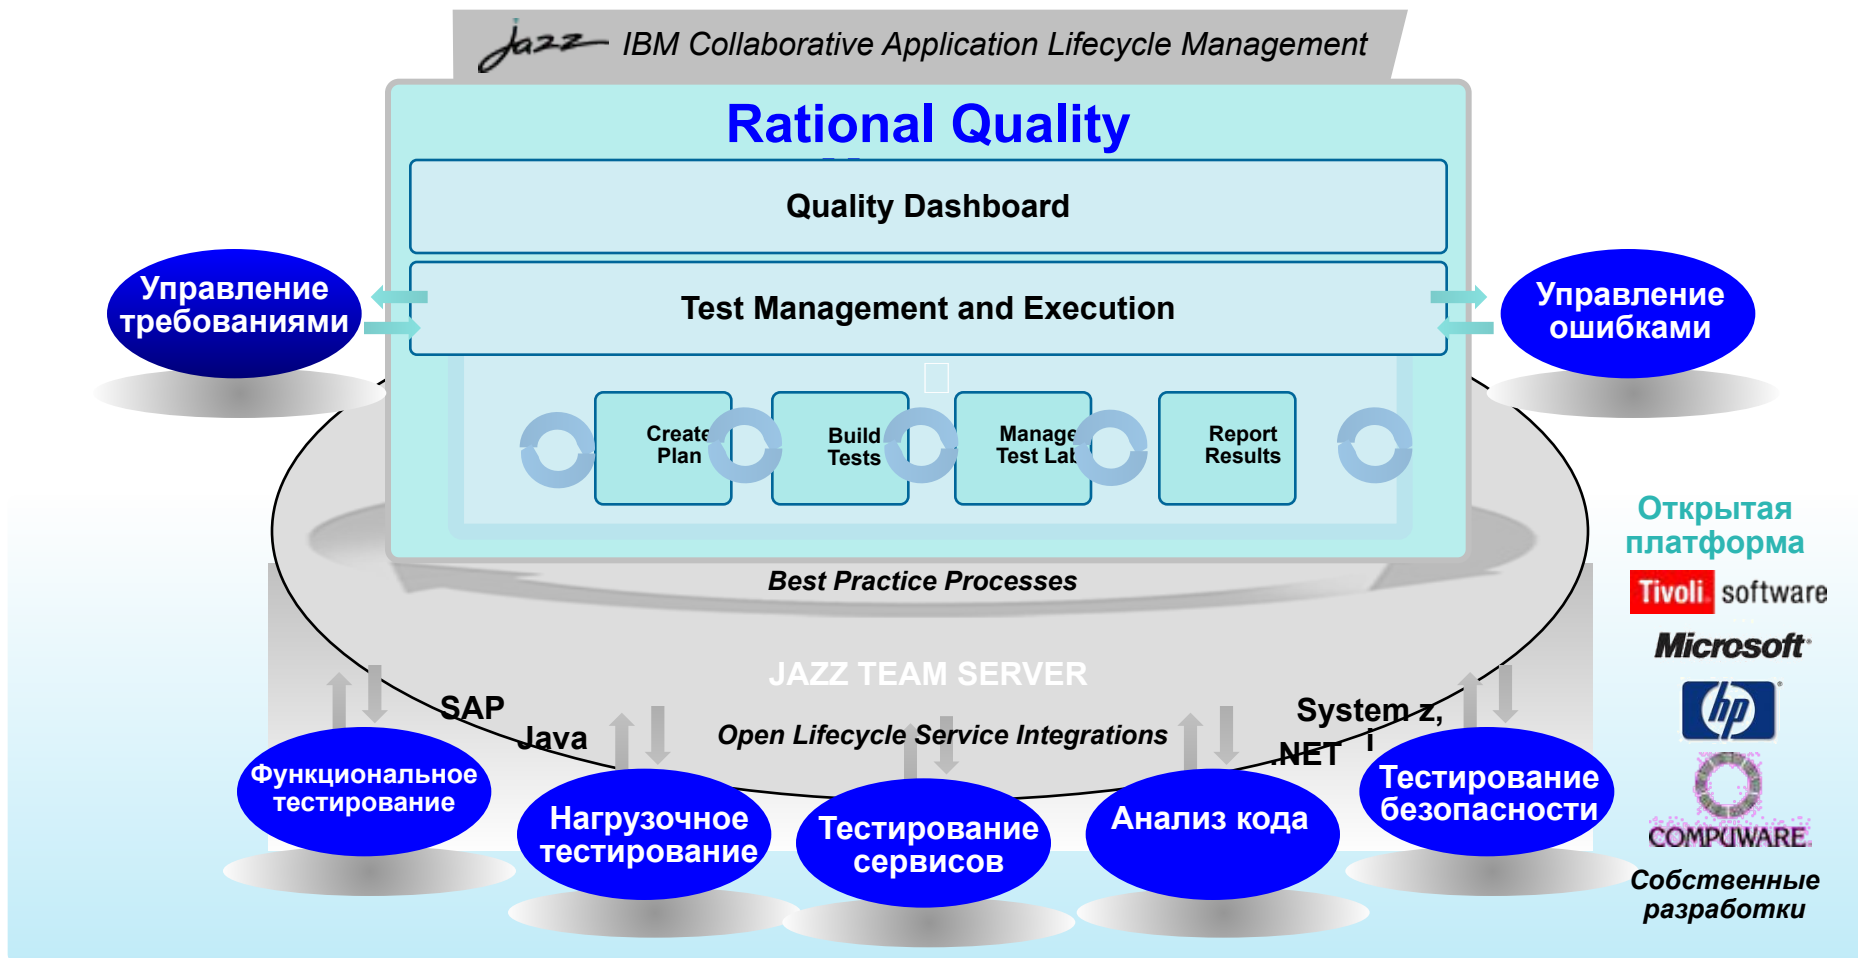 jazz IBM Collaborative Application Lifecycle Management
Rational Quality
Quality Dashboard
Управление
требованиями
Test Management and Execution
Управление
ошибками
Create
Plan
Build
Tests
Manage
Test Lab
Report
Results
Открытая
платформа
Best Practice Processes
Tivoli software
Microsoft
JAZZ TEAM SERVER
SAP
Java
Open Lifecycle Service Integrations
System z,
i
.NET
hp
Функциональное
тестирование
Нагрузочное
тестирование
Тестирование
сервисов
Анализ кода
Тестирование
безопасности
COMPUWARE
Собственные
разработки